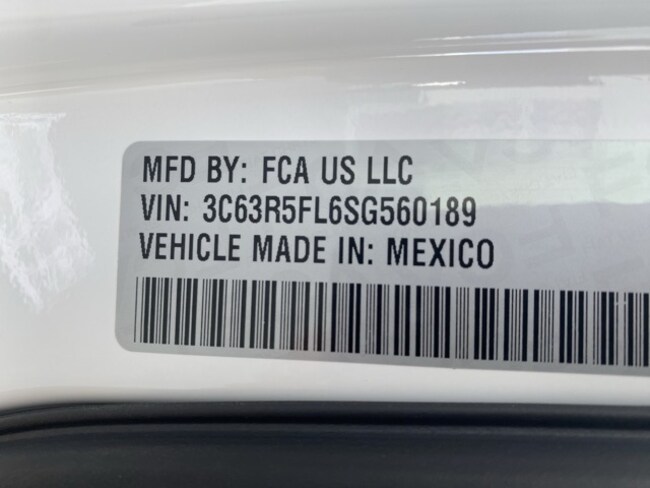 MFD BY: FCA US LLC
VIN: 3C63R5FL6SG560189
VEHICLE MADE IN: MEXICO